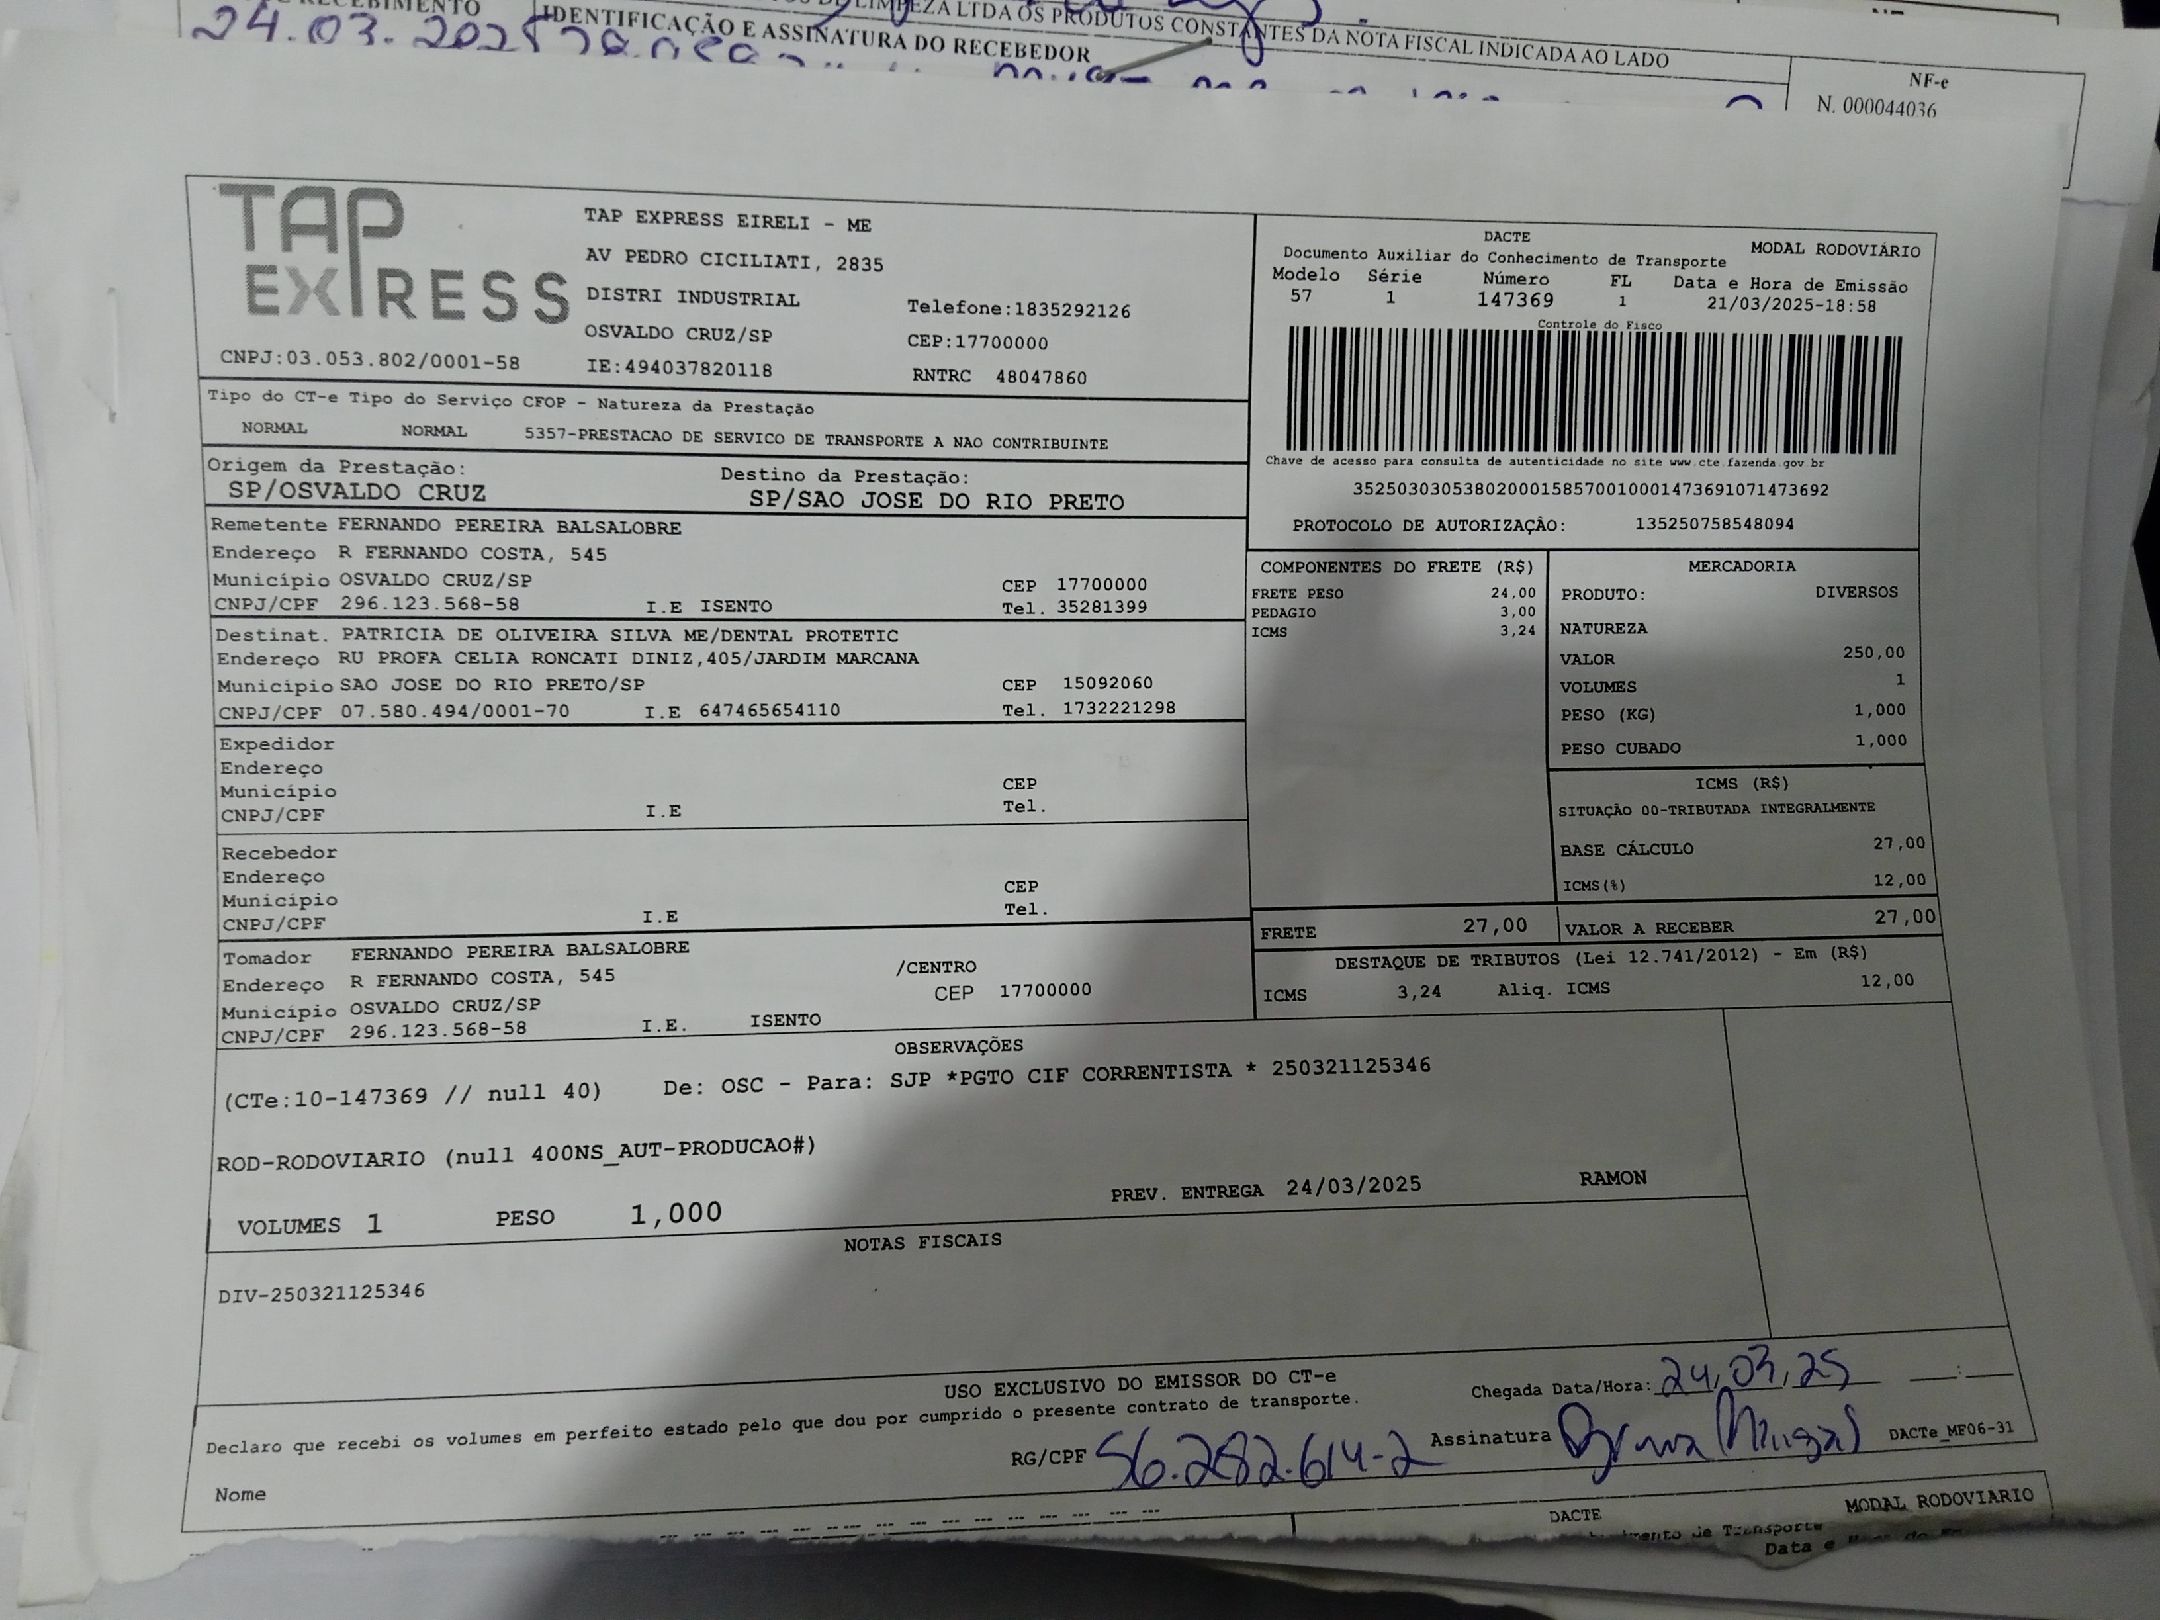 RECEBIMENTO
LIMPEZA LTDA OS PRODUTOS CONSTANTES DA NOTA FISCAL INDICADA AO LADO
IDENTIFICAÇÃO E ASSINATURA DO RECEBEDOR
24.03.2025
NF-e
N. 000044036
TAP EXPRESS
TAP EXPRESS EIRELI - ME
AV PEDRO CICILIATI, 2835
DISTRI INDUSTRIAL
Telefone:1835292126
OSVALDO CRUZ/SP
CEP:17700000
CNPJ:03.053.802/0001-58
IE:494037820118
RNTRC 48047860
DACTE
MODAL RODOVIÁRIO
Documento Auxiliar do Conhecimento de Transporte
Modelo Série Número FL Data e Hora de Emissão
57 1 147369 1 21/03/2025-18:58
Controle do Fisco
Chave de acesso para consulta de autenticidade no site www.cte.fazenda.gov br
35250303053802000158570010001473691071473692
PROTOCOLO DE AUTORIZAÇÃO: 135250758548094
Tipo do CT-e Tipo do Serviço CFOP - Natureza da Prestação
NORMAL NORMAL 5357-PRESTACAO DE SERVICO DE TRANSPORTE A NAO CONTRIBUINTE
Origem da Prestação: Destino da Prestação:
SP/OSVALDO CRUZ SP/SAO JOSE DO RIO PRETO
Remetente FERNANDO PEREIRA BALSALOBRE
Endereço R FERNANDO COSTA, 545
Município OSVALDO CRUZ/SP CEP 17700000
CNPJ/CPF 296.123.568-58 I.E ISENTO Tel. 35281399
Destinat. PATRICIA DE OLIVEIRA SILVA ME/DENTAL PROTETIC
Endereço RU PROFA CELIA RONCATI DINIZ,405/JARDIM MARCANA
Município SAO JOSE DO RIO PRETO/SP CEP 15092060
CNPJ/CPF 07.580.494/0001-70 I.E 647465654110 Tel. 1732221298
Expedidor
Endereço
Município CEP
CNPJ/CPF I.E Tel.
Recebedor
Endereço
Município CEP
CNPJ/CPF I.E Tel.
Tomador FERNANDO PEREIRA BALSALOBRE
Endereço R FERNANDO COSTA, 545 /CENTRO
Município OSVALDO CRUZ/SP CEP 17700000
CNPJ/CPF 296.123.568-58 I.E. ISENTO
COMPONENTES DO FRETE (R$)
FRETE PESO 24,00
PEDAGIO 3,00
ICMS 3,24
MERCADORIA
PRODUTO: DIVERSOS
NATUREZA
VALOR 250,00
VOLUMES 1
PESO (KG) 1,000
PESO CUBADO 1,000
ICMS (R$)
SITUAÇÃO 00-TRIBUTADA INTEGRALMENTE
BASE CÁLCULO 27,00
ICMS(%) 12,00
FRETE 27,00 VALOR A RECEBER 27,00
DESTAQUE DE TRIBUTOS (Lei 12.741/2012) - Em (R$)
ICMS 3,24 Aliq. ICMS 12,00
OBSERVAÇÕES
(CTe:10-147369 // null 40) De: OSC - Para: SJP *PGTO CIF CORRENTISTA * 250321125346
ROD-RODOVIARIO (null 400NS_AUT-PRODUCAO#)
VOLUMES 1 PESO 1,000 PREV. ENTREGA 24/03/2025 RAMON
NOTAS FISCAIS
DIV-250321125346
USO EXCLUSIVO DO EMISSOR DO CT-e
Chegada Data/Hora: 24,03,25 __:__
Declaro que recebi os volumes em perfeito estado pelo que dou por cumprido o presente contrato de transporte.
Nome RG/CPF 56.282.614-2 Assinatura DACTe_MF06-31
DACTE MODAL RODOVIARIO
de Transporte
Data e